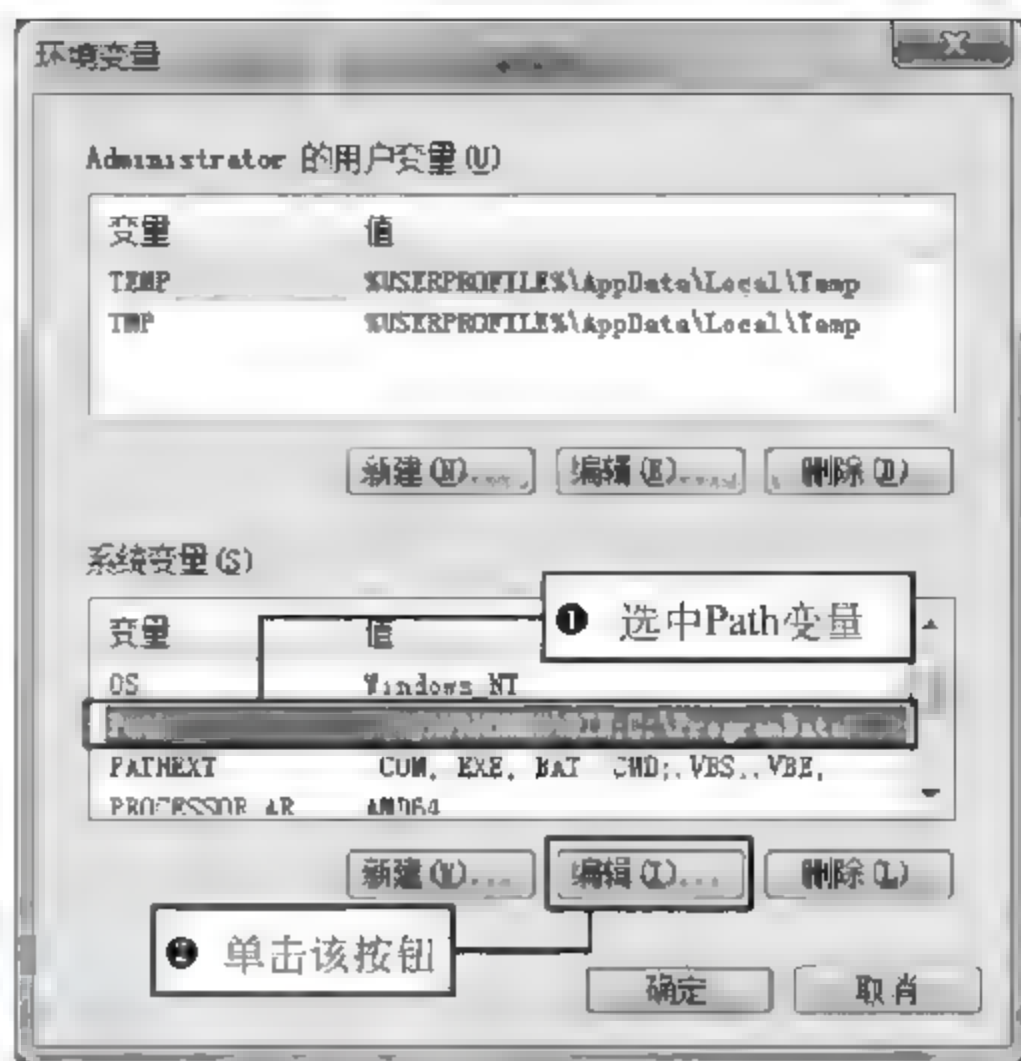 环境变量
Administrator 的用户变量(U)
变量 值
TEMP %USERPROFILE%\AppData\Local\Temp
TMP %USERPROFILE%\AppData\Local\Temp
新建(N)... 编辑(E)... 删除(D)
系统变量(S)
❶ 选中Path变量
变量 值
OS Windows_NT
C:\ProgramData
PATHEXT .COM;.EXE;.BAT;.CMD;.VBS;.VBE;
PROCESSOR_AR AMD64
新建(W)... 编辑(I)... 删除(L)
❷ 单击该按钮
确定 取消